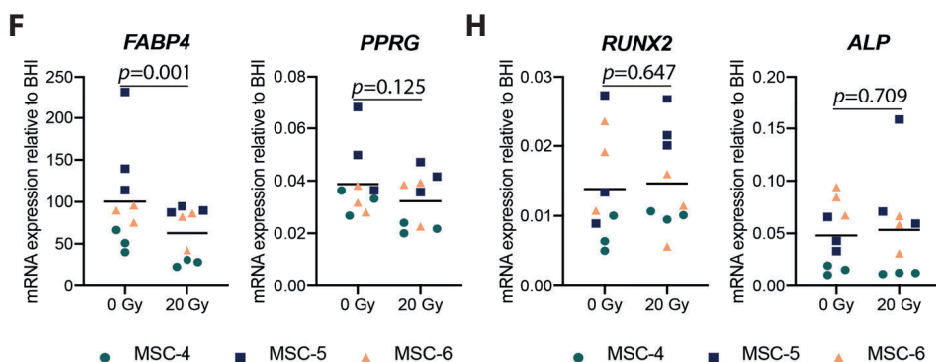 F
FABP4
PPRG
mRNA expression relative to BHI
250
200
150
100
50
0
p=0.001
0 Gy
20 Gy
mRNA expression relative to BHI
0.08
0.06
0.04
0.02
0.00
p=0.125
0 Gy
20 Gy
MSC-4
MSC-5
MSC-6
H
RUNX2
ALP
mRNA expression relative to BHI
0.03
0.02
0.01
0.00
p=0.647
0 Gy
20 Gy
mRNA expression relative to BHI
0.20
0.15
0.10
0.05
0.00
p=0.709
0 Gy
20 Gy
MSC-4
MSC-5
MSC-6